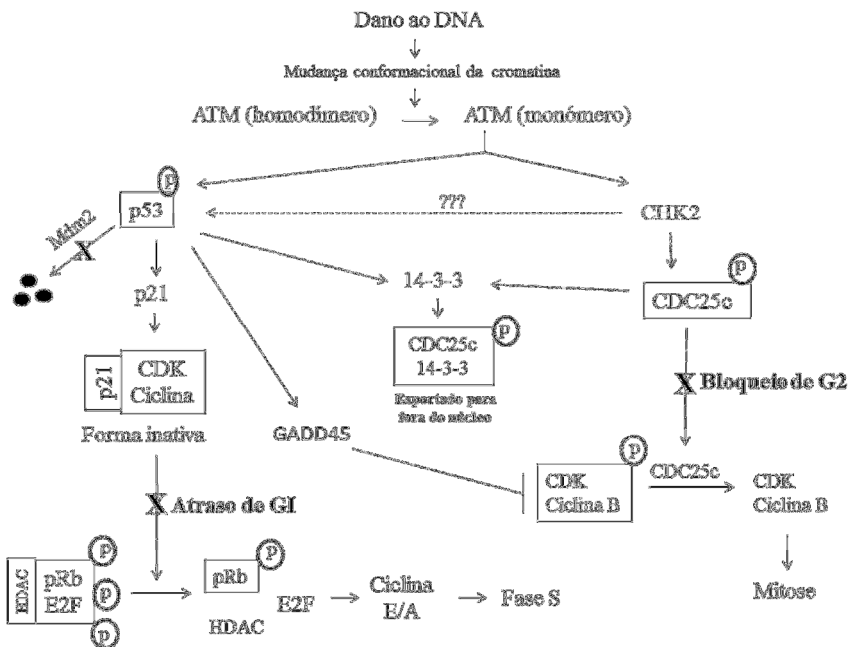 Dano ao DNA
Mudança conformacional da cromatina
ATM (homodímero)
ATM (monómero)
P
p53
???
CHK2
Mdm2
X
p21
14-3-3
P
CDC25c
P
CDC25c
14-3-3
Exportado para
fora do núcleo
p21
CDK
Ciclina
Forma inativa
X Bloqueio de G2
GADD45
P
CDK
Ciclina B
CDC25c
CDK
Ciclina B
X Atraso de G1
Mitose
HDAC
pRb
E2F
P
P
P
pRb
P
HDAC
E2F
Ciclina
E/A
Fase S